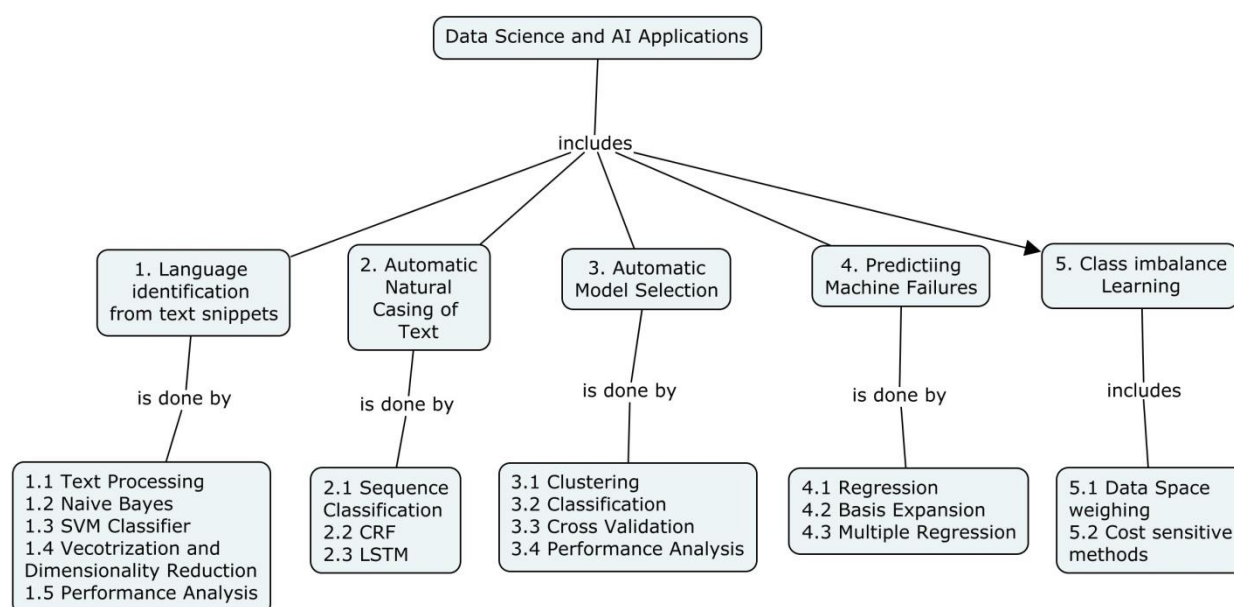 Data Science and AI Applications
includes
1. Language
identification
from text snippets
2. Automatic
Natural
Casing of
Text
3. Automatic
Model Selection
4. Predictiing
Machine Failures
5. Class imbalance
Learning
is done by
is done by
is done by
is done by
includes
1.1 Text Processing
1.2 Naive Bayes
1.3 SVM Classifier
1.4 Vecotrization and
Dimensionality Reduction
1.5 Performance Analysis
2.1 Sequence
Classification
2.2 CRF
2.3 LSTM
3.1 Clustering
3.2 Classification
3.3 Cross Validation
3.4 Performance Analysis
4.1 Regression
4.2 Basis Expansion
4.3 Multiple Regression
5.1 Data Space
weighing
5.2 Cost sensitive
methods